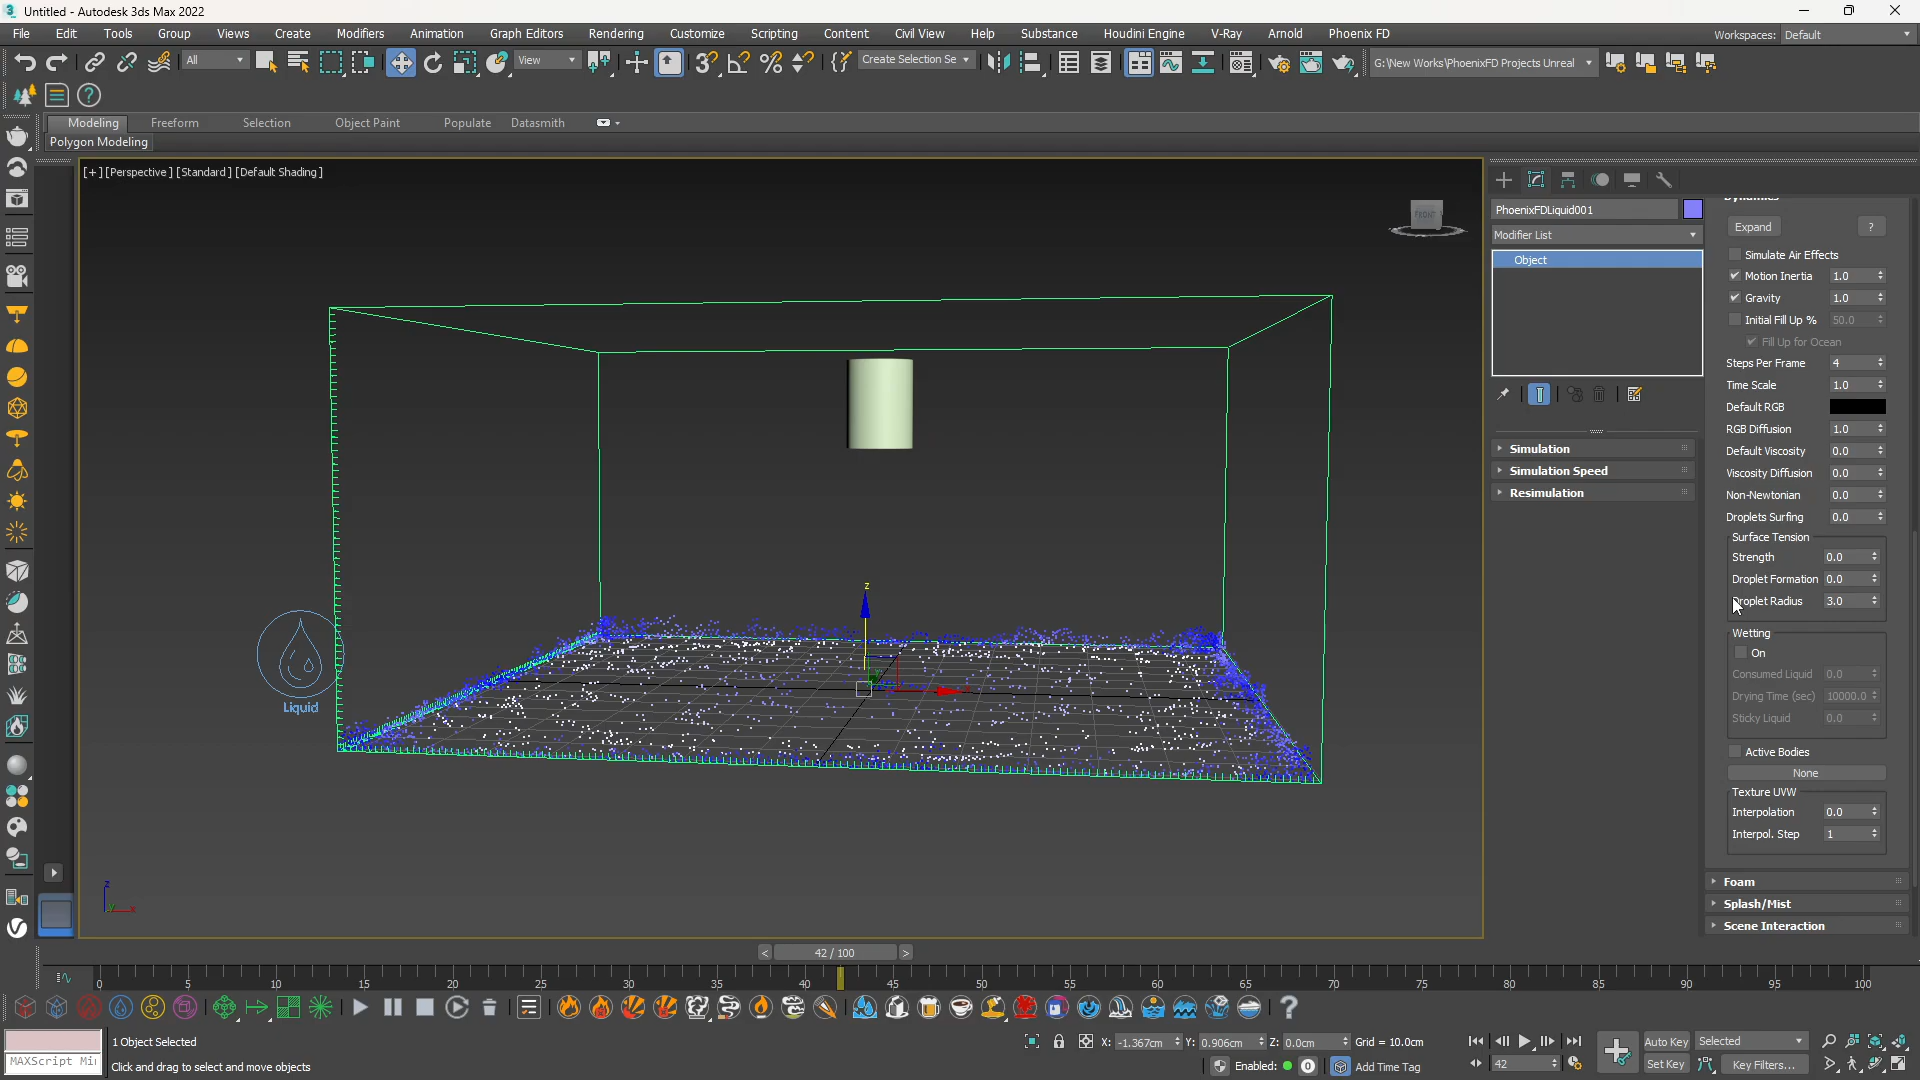 Untitled - Autodesk 3ds Max 2022
File Edit Tools Group Views Create Modifiers Animation Graph Editors Rendering Customize Scripting Content Civil View Help Substance Houdini Engine V-Ray Arnold Phoenix FD Workspaces: Default
All View Create Selection Se G:\New Works\PhoenixFD Projects Unreal
Modeling Freeform Selection Object Paint Populate Datasmith
Polygon Modeling
[+] [Perspective] [Standard] [Default Shading]
FRONT
PhoenixFDLiquid001
Modifier List
Object
Simulation
Simulation Speed
Resimulation
Dynamics
Expand ?
Simulate Air Effects
Motion Inertia 1.0
Gravity 1.0
Initial Fill Up % 50.0
Fill Up for Ocean
Steps Per Frame 4
Time Scale 1.0
Default RGB
RGB Diffusion 1.0
Default Viscosity 0.0
Viscosity Diffusion 0.0
Non-Newtonian 0.0
Droplets Surfing 0.0
Surface Tension
Strength 0.0
Droplet Formation 0.0
Droplet Radius 3.0
Wetting
On
Consumed Liquid 0.0
Drying Time (sec) 10000.0
Sticky Liquid 0.0
Active Bodies
None
Texture UVW
Interpolation 0.0
Interpol. Step 1
Foam
Splash/Mist
Scene Interaction
z
Liquid
z
x
< 42 / 100 >
0 5 10 15 20 25 30 35 40 45 50 55 60 65 70 75 80 85 90 95 100
1 Object Selected X: -1.367cm Y: 0.906cm Z: 0.0cm Grid = 10.0cm Auto Key Selected
MAXScript Mi Click and drag to select and move objects Enabled: 0 Add Time Tag 42 Set Key Key Filters...